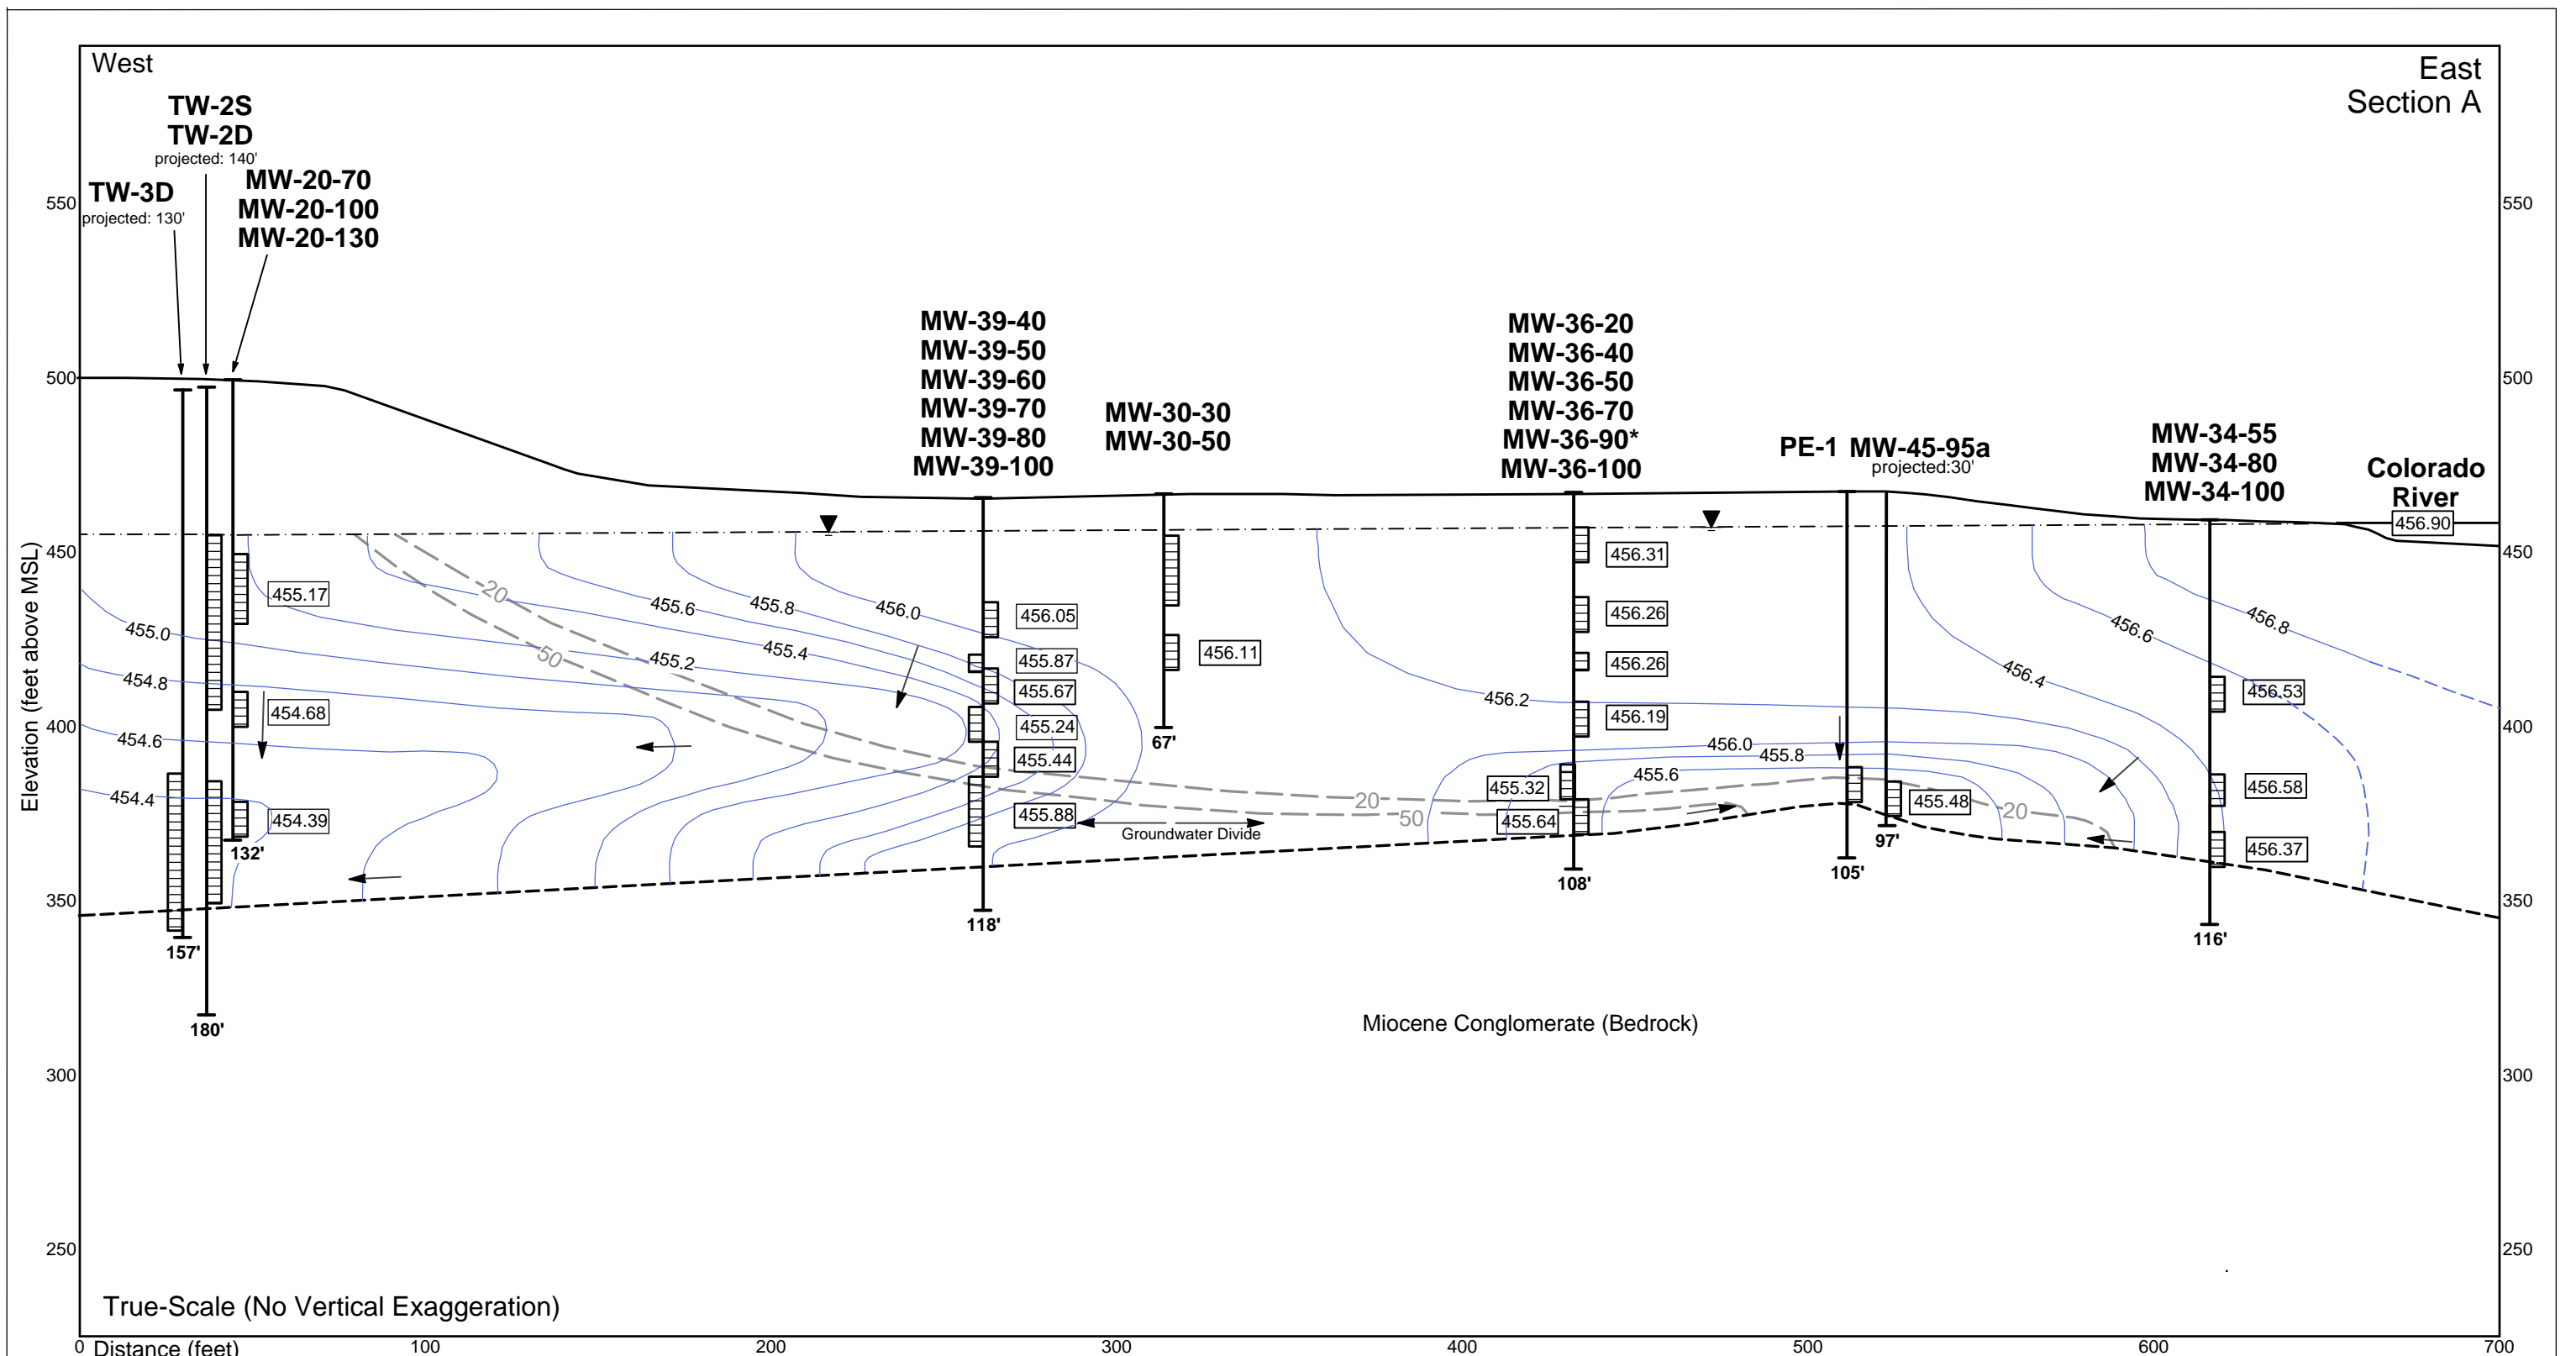 West
East
Section A
TW-2S
TW-2D
projected: 140'
TW-3D
projected: 130'
MW-20-70
MW-20-100
MW-20-130
MW-39-40
MW-39-50
MW-39-60
MW-39-70
MW-39-80
MW-39-100
MW-30-30
MW-30-50
MW-36-20
MW-36-40
MW-36-50
MW-36-70
MW-36-90*
MW-36-100
PE-1
MW-45-95a
projected:30'
MW-34-55
MW-34-80
MW-34-100
Colorado
River
456.90
Elevation (feet above MSL)
550
500
450
400
350
300
250
550
500
450
400
350
300
250
455.17
454.68
454.39
132'
157'
180'
455.0
454.8
454.6
454.4
20
50
455.6
455.8
456.0
455.2
455.4
456.05
455.87
455.67
455.24
455.44
455.88
118'
456.11
67'
Groundwater Divide
20
50
456.2
456.31
456.26
456.26
456.19
455.32
455.64
108'
456.0
455.8
455.6
105'
455.48
97'
20
456.4
456.6
456.8
456.53
456.58
456.37
116'
Miocene Conglomerate (Bedrock)
True-Scale (No Vertical Exaggeration)
0 Distance (feet) 100 200 300 400 500 600 700